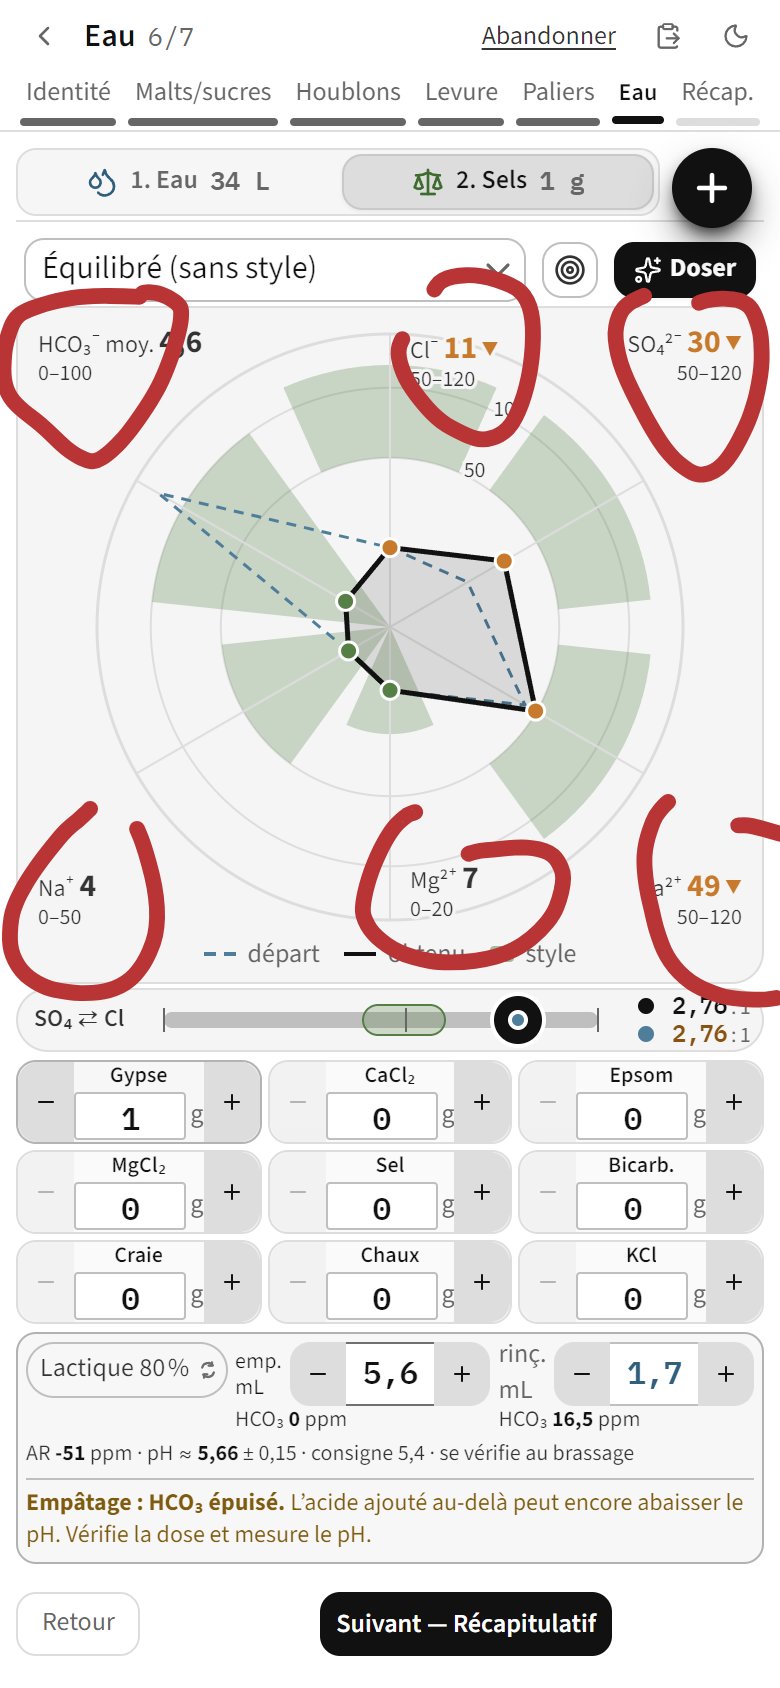 Eau 6/7 Abandonner
Identité Malts/sucres Houblons Levure Paliers Eau Récap.
1. Eau 34 L 2. Sels 1 g +
Équilibré (sans style) Doser
HCO₃⁻ moy. 4,6 Cl⁻ 11 ▼ SO₄²⁻ 30 ▼
0–100 50–120 50–120
50
Na⁺ 4 Mg²⁺ 7 49 ▼
0–50 0–20 50–120
départ obtenu style
SO₄ ⇄ Cl 2,76:1
2,76:1
Gypse CaCl₂ Epsom
− 1 g + − 0 g + − 0 g +
MgCl₂ Sel Bicarb.
− 0 g + − 0 g + − 0 g +
Craie Chaux KCl
− 0 g + − 0 g + − 0 g +
Lactique 80 % emp. mL − 5,6 + rinç. mL − 1,7 +
HCO₃ 0 ppm HCO₃ 16,5 ppm
AR -51 ppm · pH ≈ 5,66 ± 0,15 · consigne 5,4 · se vérifie au brassage
Empâtage : HCO₃ épuisé. L’acide ajouté au-delà peut encore abaisser le
pH. Vérifie la dose et mesure le pH.
Retour Suivant — Récapitulatif